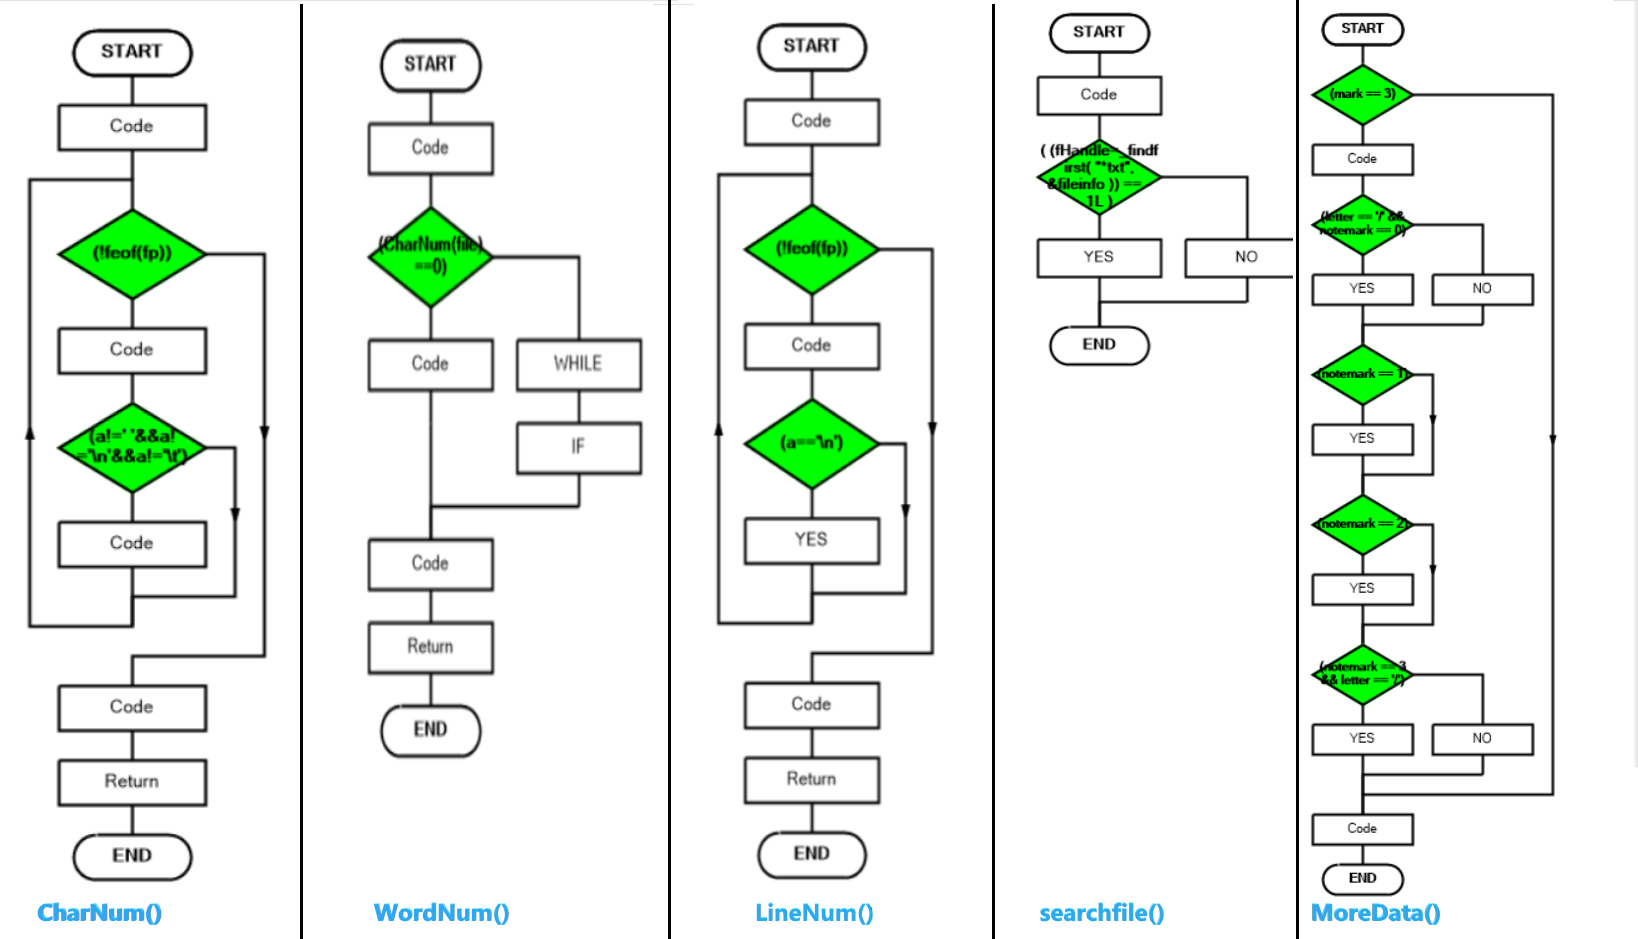 START
Code
(!feof(fp))
Code
(a!=' '&&a!
='\n'&&a!='\t')
Code
Code
Return
END
CharNum()
START
Code
(CharNum(file)
==0)
Code
WHILE
IF
Code
Return
END
WordNum()
START
Code
(!feof(fp))
Code
(a=='\n')
YES
Code
Return
END
LineNum()
START
Code
( (fHandle=_findf
irst( "*txt",
&fileinfo )) ==
1L )
YES
NO
END
searchfile()
START
(mark == 3)
Code
(letter == '/' &&
notemark == 0)
YES
NO
(notemark == 1)
YES
(notemark == 2)
YES
(notemark == 3
&& letter == '/')
YES
NO
Code
END
MoreData()